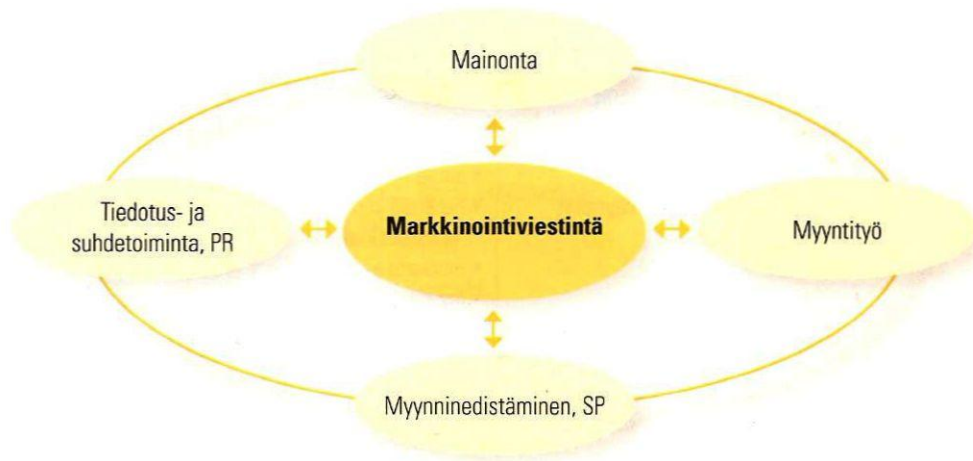 Mainonta
Tiedotus- ja
suhdetoiminta, PR
Markkinointiviestintä
Myyntityö
Myynninedistäminen, SP